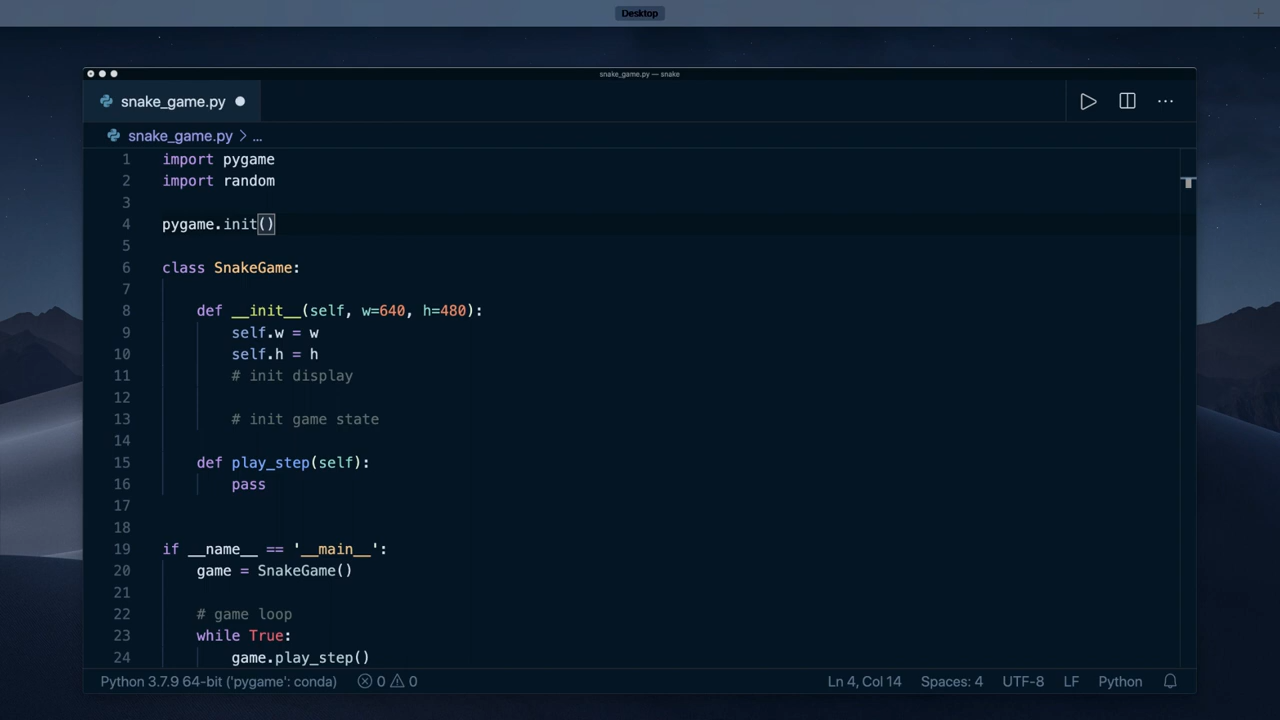 Desktop
snake_game.py — snake
snake_game.py
snake_game.py > ...
1 import pygame
2 import random
3
4 pygame.init()
5
6 class SnakeGame:
7
8     def __init__(self, w=640, h=480):
9         self.w = w
10         self.h = h
11         # init display
12
13         # init game state
14
15     def play_step(self):
16         pass
17
18
19 if __name__ == '__main__':
20     game = SnakeGame()
21
22     # game loop
23     while True:
24         game.play_step()
Python 3.7.9 64-bit ('pygame': conda) 0 0 Ln 4, Col 14 Spaces: 4 UTF-8 LF Python